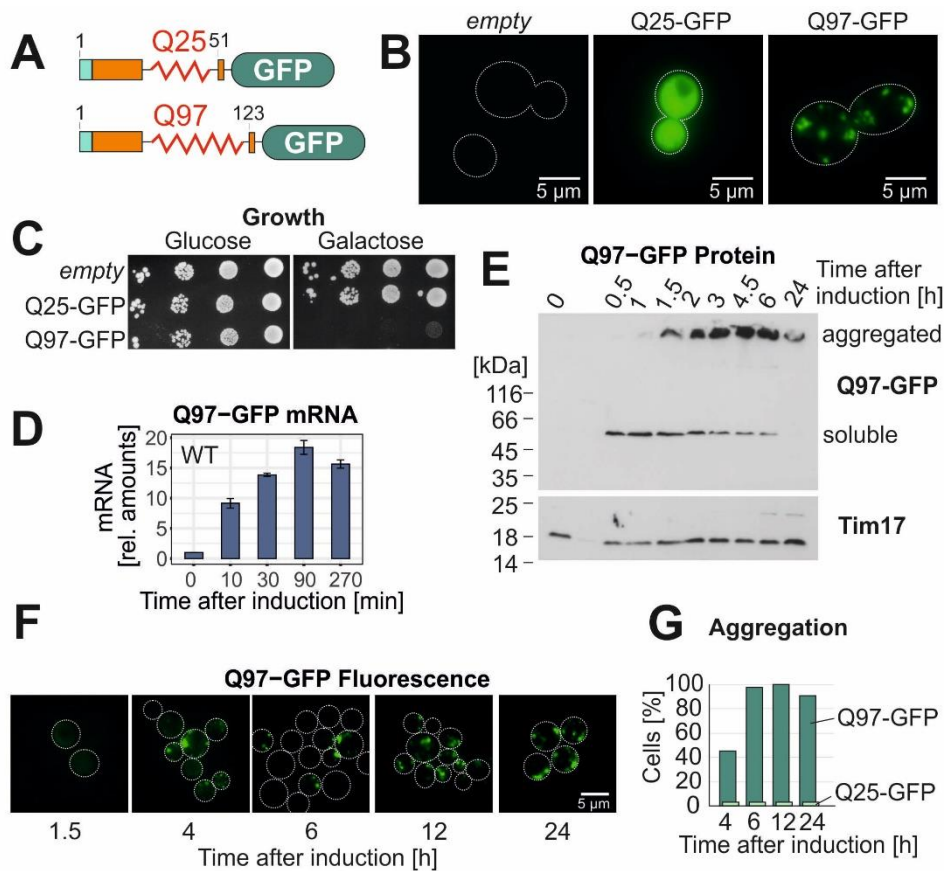 A
1
Q25
51
GFP
1
Q97
123
GFP
B
empty
Q25-GFP
Q97-GFP
5 µm
5 µm
5 µm
C
Growth
Glucose
Galactose
empty
Q25-GFP
Q97-GFP
D
Q97−GFP mRNA
WT
mRNA
[rel. amounts]
20
15
10
5
0
0
10
30
90
270
Time after induction [min]
E
Q97−GFP Protein
0
0.5
1
1.5
2
3
4.5
6
24
Time after
induction [h]
aggregated
[kDa]
Q97-GFP
116
66
soluble
45
35
25
Tim17
18
14
F
Q97−GFP Fluorescence
5 µm
1.5
4
6
12
24
Time after induction [h]
G
Aggregation
Cells [%]
100
80
60
40
20
0
Q97-GFP
Q25-GFP
4
6
12
24
Time after induction [h]